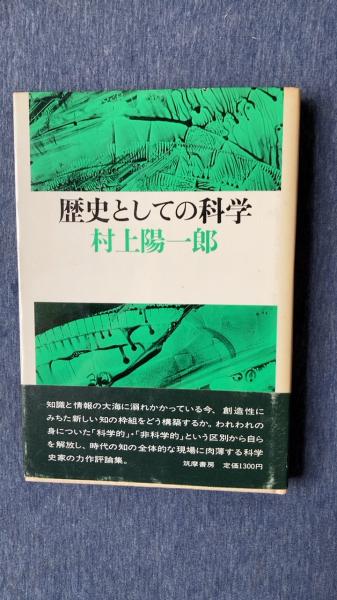 歴史としての科学
村上陽一郎
知識と情報の大海に溺れかかっている今、創造性に
みちた新しい知の枠組をどう構築するか。われわれの
身についた「科学的」・「非科学的」という区別から自ら
を解放し、時代の知の全体的な現場に肉薄する科学
史家の力作評論集。
筑摩書房 定価1300円